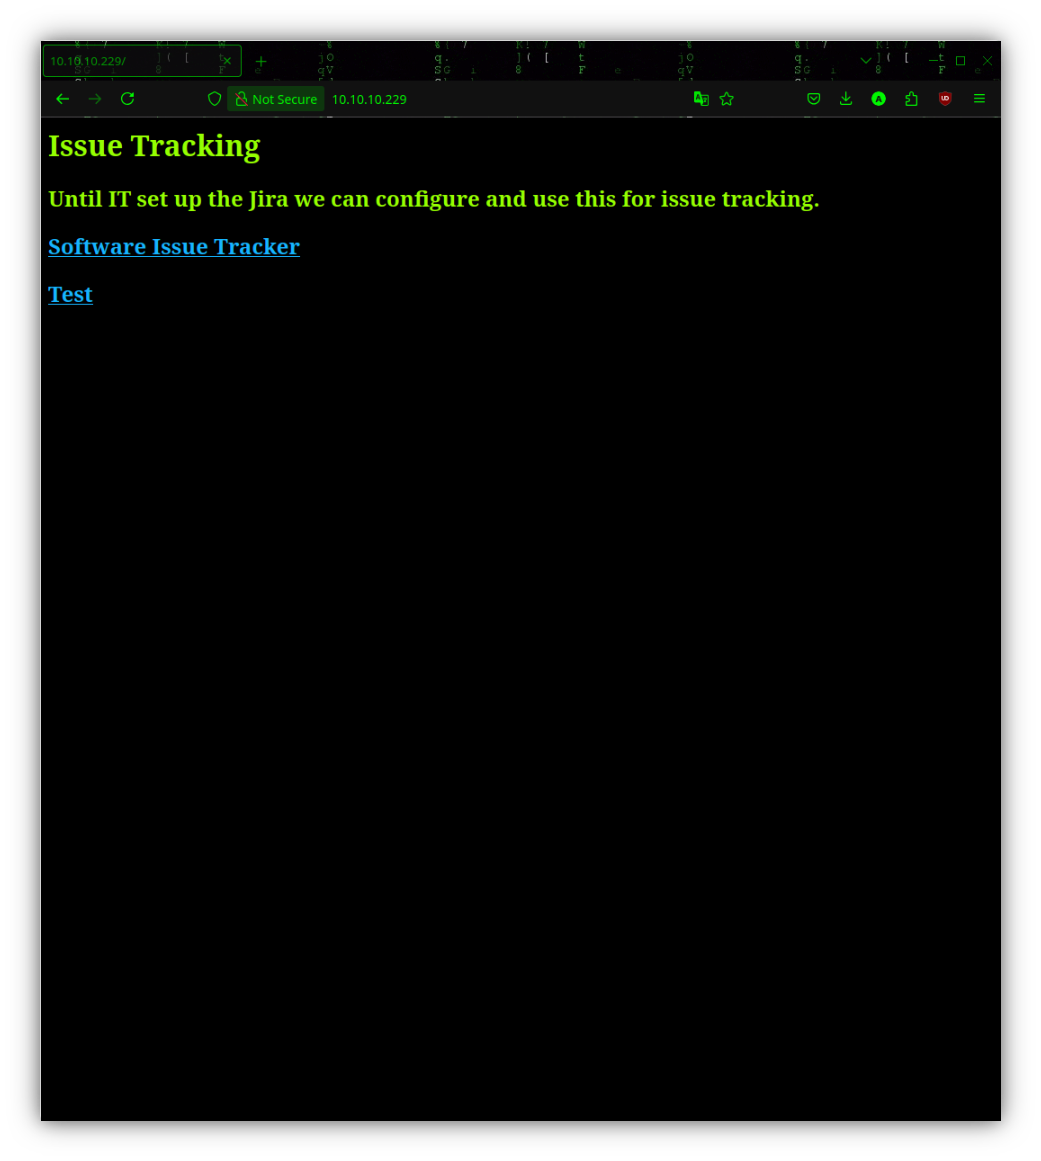 10.10.10.229/
Not Secure 10.10.10.229
Issue Tracking
Until IT set up the Jira we can configure and use this for issue tracking.
Software Issue Tracker
Test